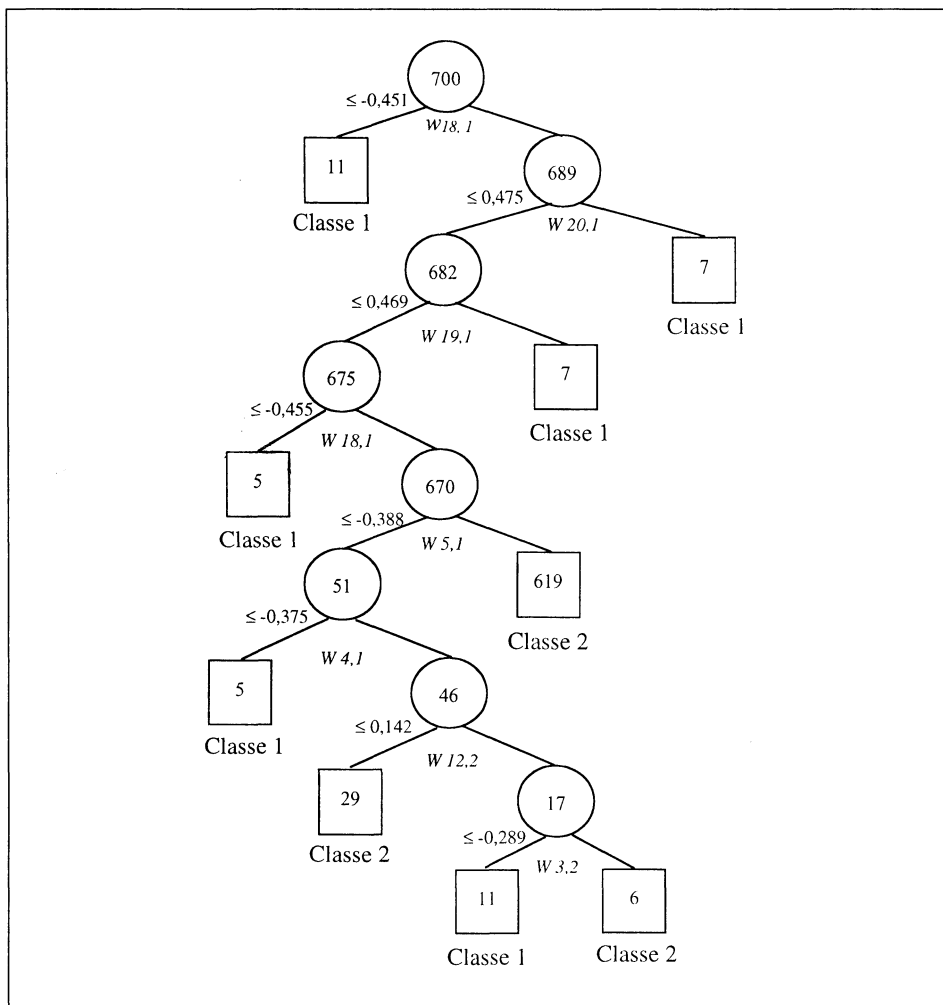 700
≤ -0,451
W18,1
11
689
Classe 1
≤ 0,475
W 20,1
682
7
≤ 0,469
W 19,1
Classe 1
675
7
≤ -0,455
W 18,1
Classe 1
5
670
Classe 1
≤ -0,388
W 5,1
51
619
≤ -0,375
W 4,1
Classe 2
5
46
Classe 1
≤ 0,142
W 12,2
29
17
Classe 2
≤ -0,289
W 3,2
11
6
Classe 1
Classe 2